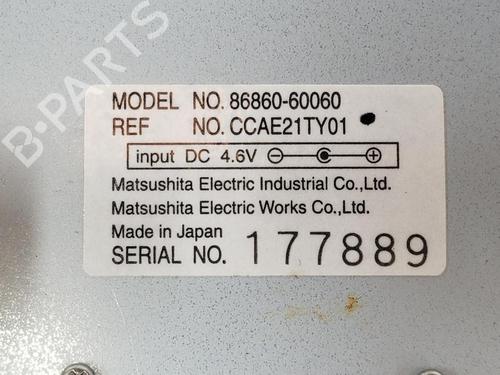 B-PARTS
MODEL NO. 86860-60060
REF NO. CCAE21TY01
input DC 4.6V
Matsushita Electric Industrial Co.,Ltd.
Matsushita Electric Works Co.,Ltd.
Made in Japan
SERIAL NO. 177889